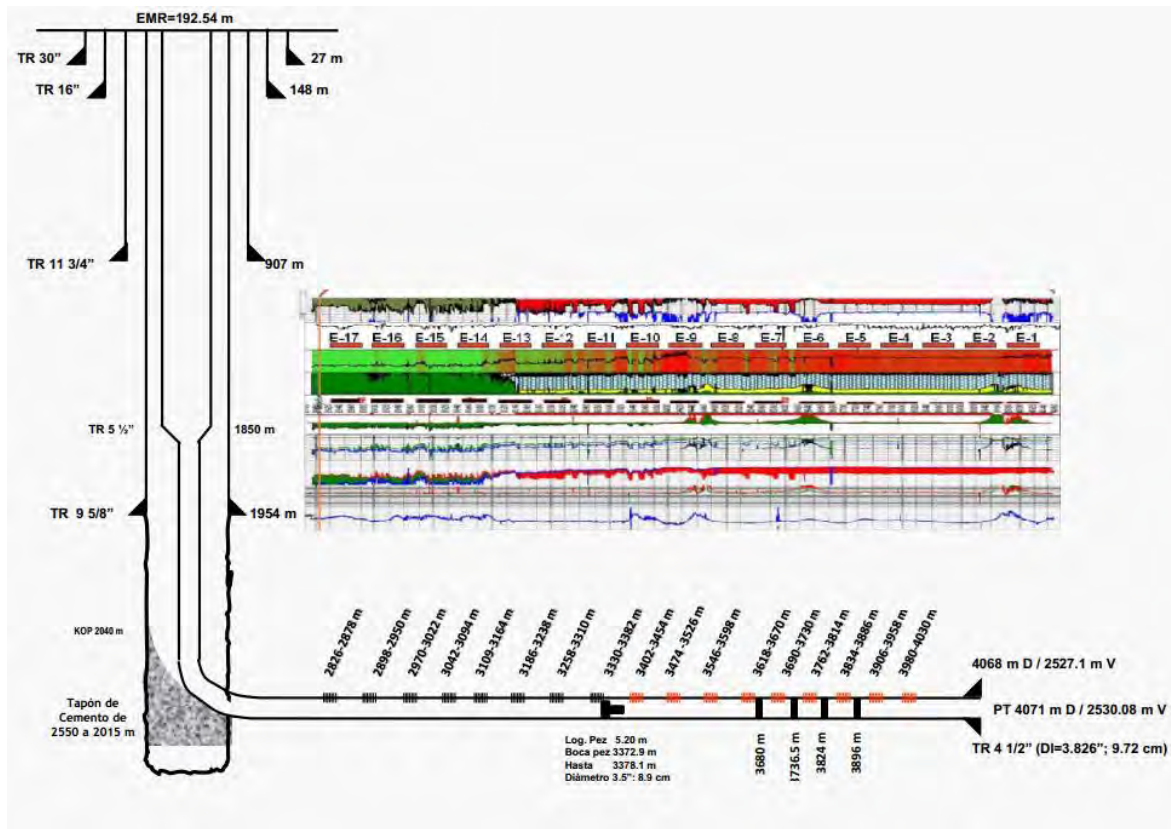 EMR=192.54 m
TR 30”
27 m
TR 16”
148 m
TR 11 3/4”
907 m
E-17 E-16 E-15 E-14 E-13 E-12 E-11 E-10 E-9 E-8 E-7 E-6 E-5 E-4 E-3 E-2 E-1
TR 5 ½”
1850 m
TR 9 5/8”
1954 m
KOP 2040 m
Tapón de
Cemento de
2550 a 2015 m
2826-2878 m
2898-2950 m
2970-3022 m
3042-3094 m
3109-3164 m
3186-3238 m
3258-3310 m
3330-3382 m
3402-3454 m
3474-3526 m
3546-3598 m
3618-3670 m
3690-3730 m
3762-3814 m
3834-3886 m
3906-3958 m
3980-4030 m
4068 m D / 2527.1 m V
PT 4071 m D / 2530.08 m V
TR 4 1/2” (DI=3.826”; 9.72 cm)
Log. Pez 5.20 m
Boca pez 3372.9 m
Hasta 3378.1 m
Diámetro 3.5”: 8.9 cm
3680 m
3736.5 m
3824 m
3896 m